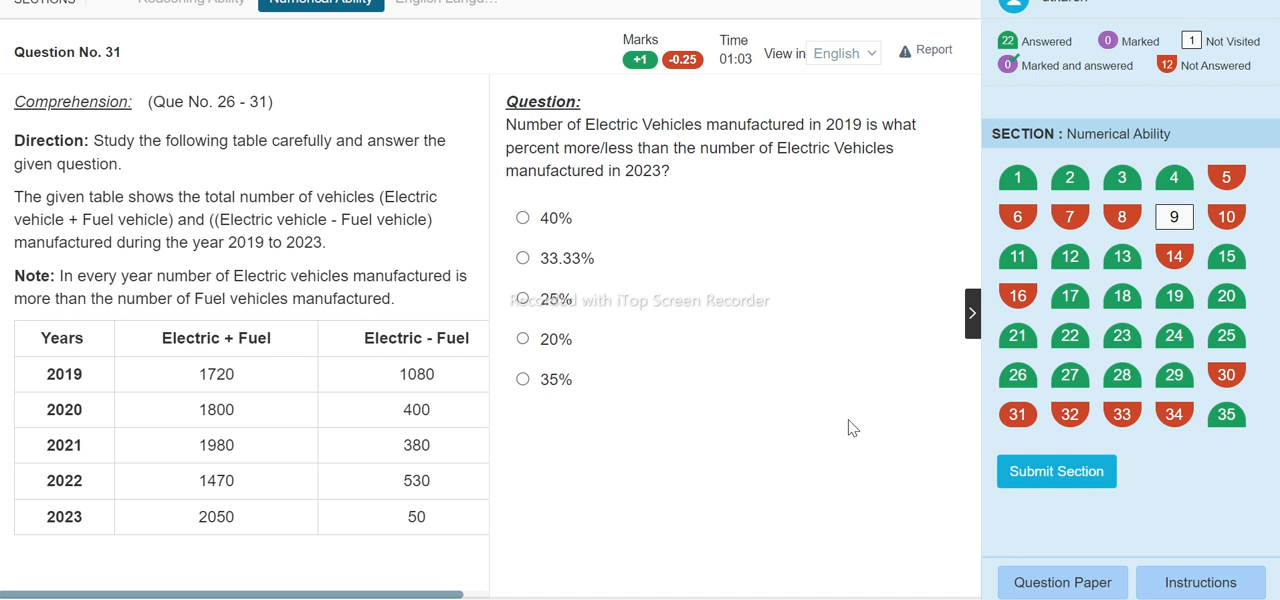 SECTIONS
Reasoning Ability
Numerical Ability
English Langu...
Question No. 31
Marks
+1 -0.25
Time
01:03
View in English
Report
Comprehension: (Que No. 26 - 31)
Direction: Study the following table carefully and answer the
given question.
The given table shows the total number of vehicles (Electric
vehicle + Fuel vehicle) and ((Electric vehicle - Fuel vehicle)
manufactured during the year 2019 to 2023.
Note: In every year number of Electric vehicles manufactured is
more than the number of Fuel vehicles manufactured.
Years Electric + Fuel Electric - Fuel
2019 1720 1080
2020 1800 400
2021 1980 380
2022 1470 530
2023 2050 50
Question:
Number of Electric Vehicles manufactured in 2019 is what
percent more/less than the number of Electric Vehicles
manufactured in 2023?
40%
33.33%
25%
Recorded with iTop Screen Recorder
20%
35%
22 Answered 0 Marked 1 Not Visited
0 Marked and answered 12 Not Answered
SECTION : Numerical Ability
1 2 3 4 5
6 7 8 9 10
11 12 13 14 15
16 17 18 19 20
21 22 23 24 25
26 27 28 29 30
31 32 33 34 35
Submit Section
Question Paper Instructions